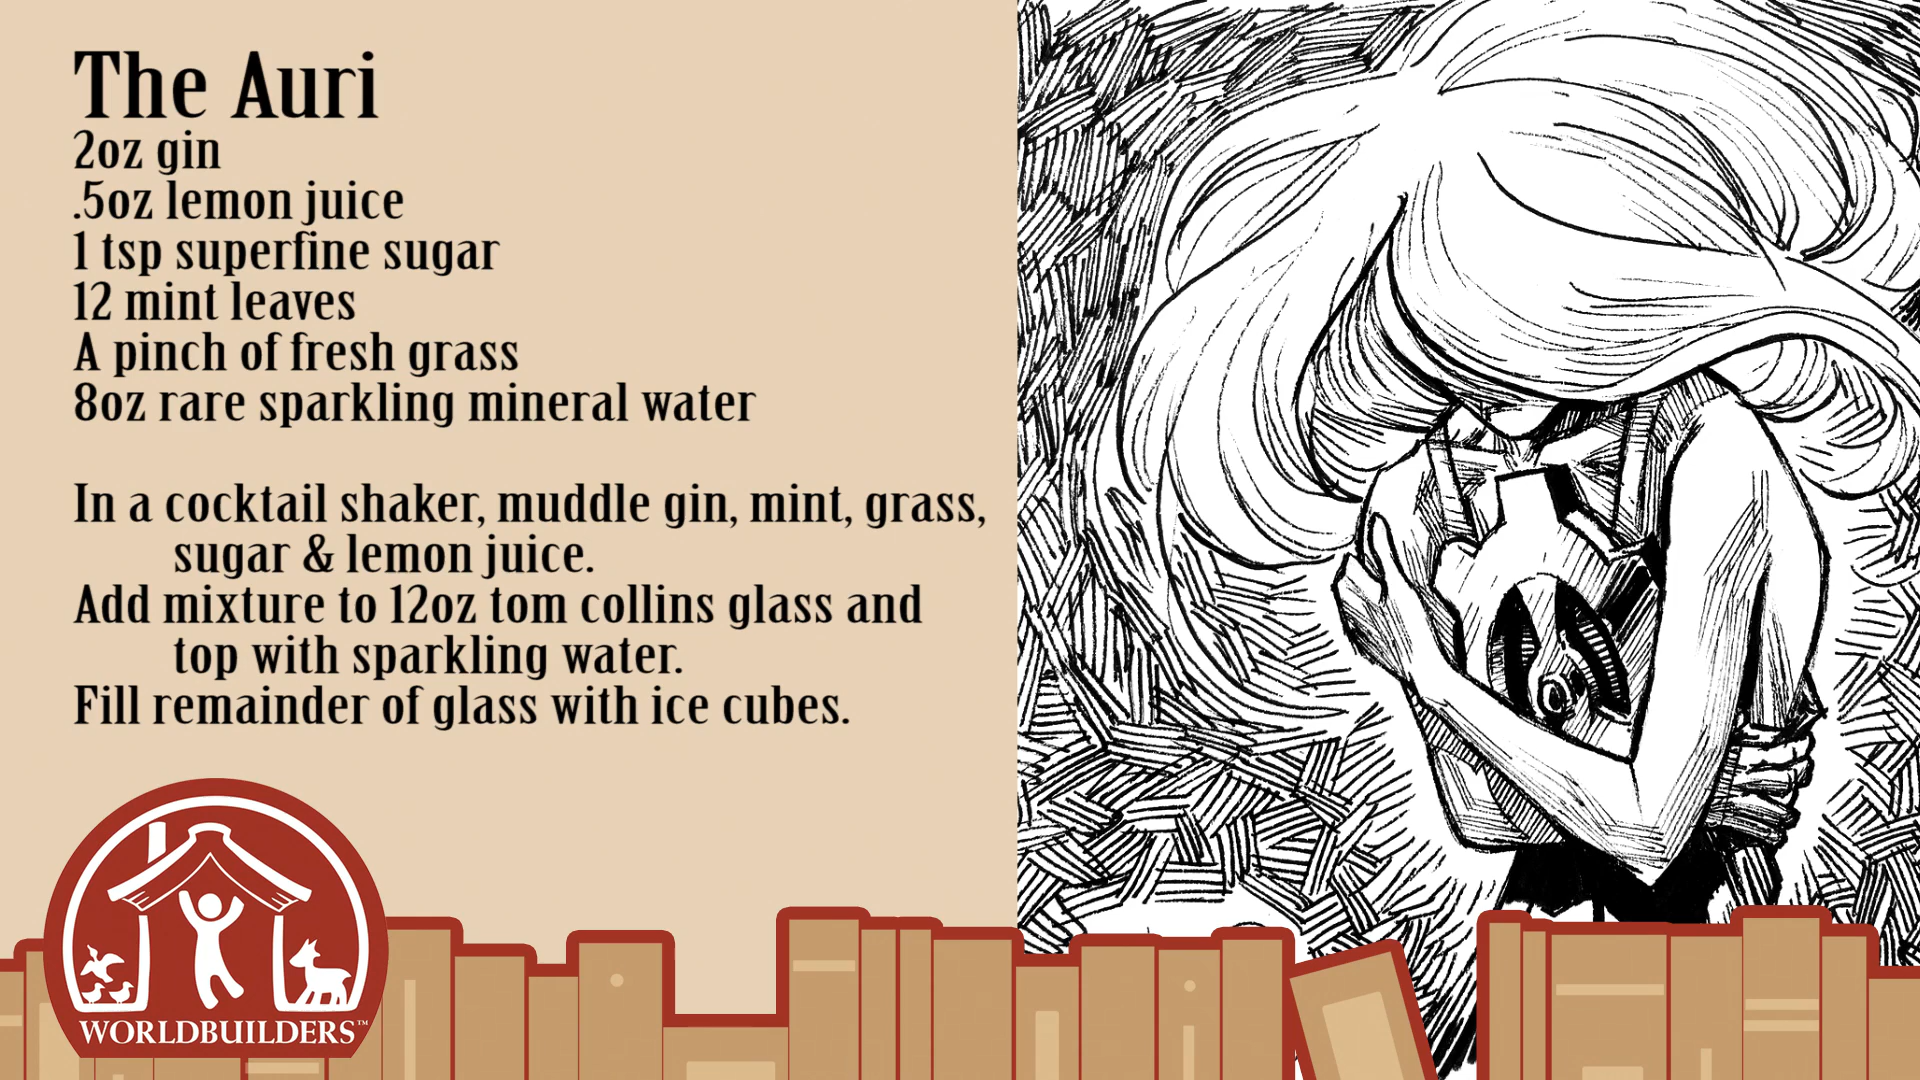 The Auri
2oz gin
.5oz lemon juice
1 tsp superfine sugar
12 mint leaves
A pinch of fresh grass
8oz rare sparkling mineral water
In a cocktail shaker, muddle gin, mint, grass,
sugar & lemon juice.
Add mixture to 12oz tom collins glass and
top with sparkling water.
Fill remainder of glass with ice cubes.
WORLDBUILDERS™